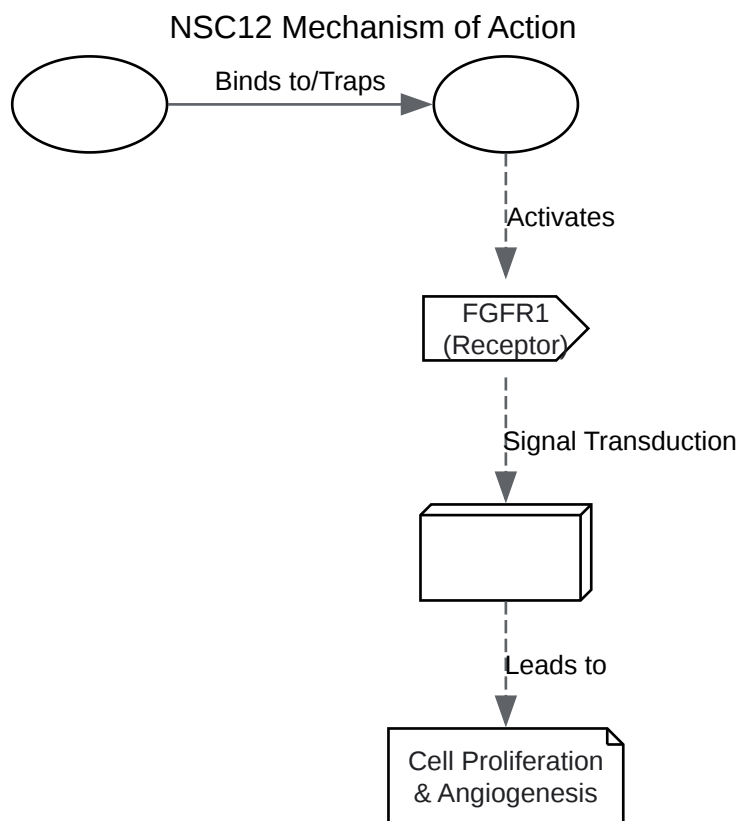 NSC12 Mechanism of Action
Binds to/Traps
Activates
FGFR1
(Receptor)
Signal Transduction
Leads to
Cell Proliferation
& Angiogenesis